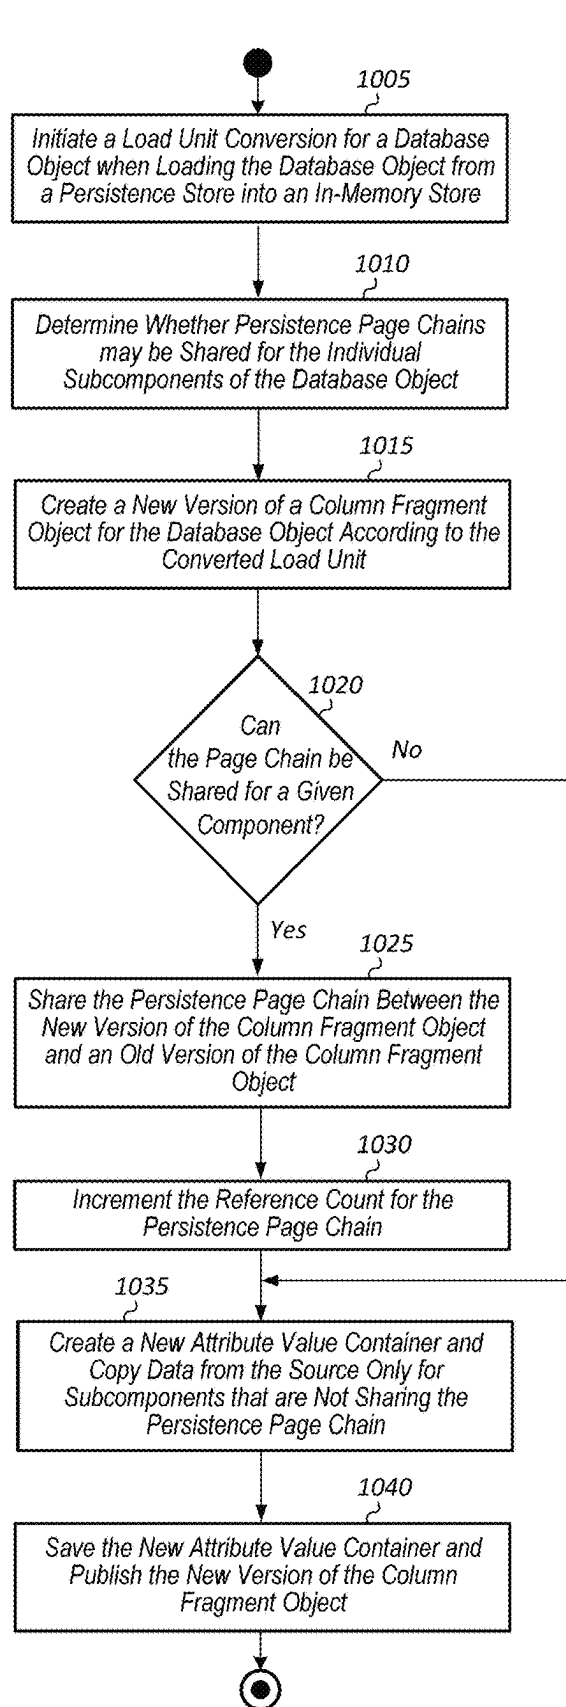 1005
Initiate a Load Unit Conversion for a Database
Object when Loading the Database Object from
a Persistence Store into an In-Memory Store
1010
Determine Whether Persistence Page Chains
may be Shared for the Individual
Subcomponents of the Database Object
1015
Create a New Version of a Column Fragment
Object for the Database Object According to the
Converted Load Unit
1020
Can
the Page Chain be
Shared for a Given
Component?
No
Yes
1025
Share the Persistence Page Chain Between the
New Version of the Column Fragment Object
and an Old Version of the Column Fragment
Object
1030
Increment the Reference Count for the
Persistence Page Chain
1035
Create a New Attribute Value Container and
Copy Data from the Source Only for
Subcomponents that are Not Sharing the
Persistence Page Chain
1040
Save the New Attribute Value Container and
Publish the New Version of the Column
Fragment Object